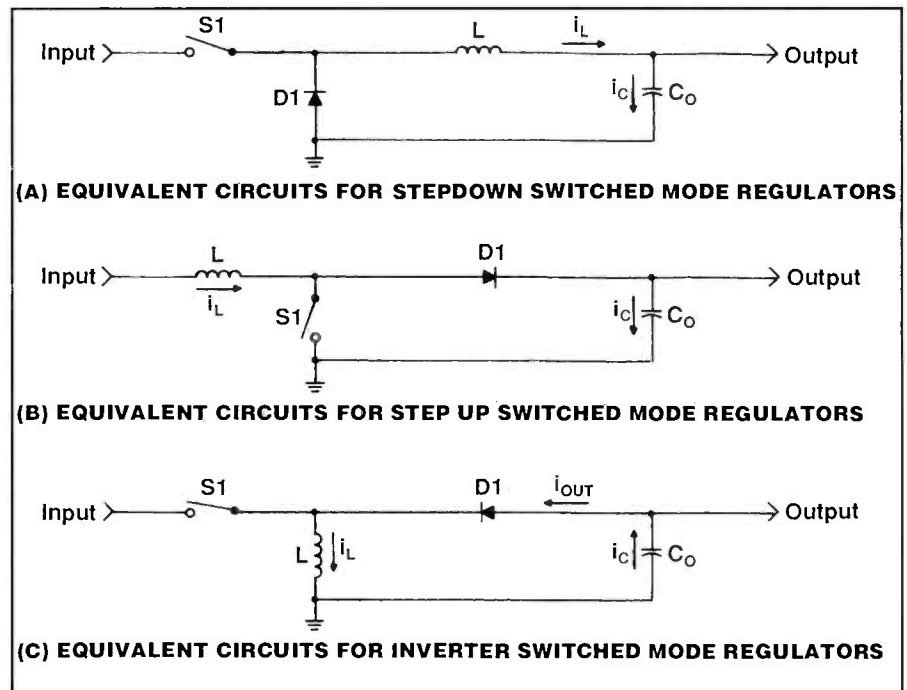 S1
L
iL
Input
Output
D1
iC
CO
(A) EQUIVALENT CIRCUITS FOR STEPDOWN SWITCHED MODE REGULATORS
L
D1
Input
Output
iL
S1
iC
CO
(B) EQUIVALENT CIRCUITS FOR STEP UP SWITCHED MODE REGULATORS
S1
D1
iOUT
Input
Output
L
iL
iC
CO
(C) EQUIVALENT CIRCUITS FOR INVERTER SWITCHED MODE REGULATORS